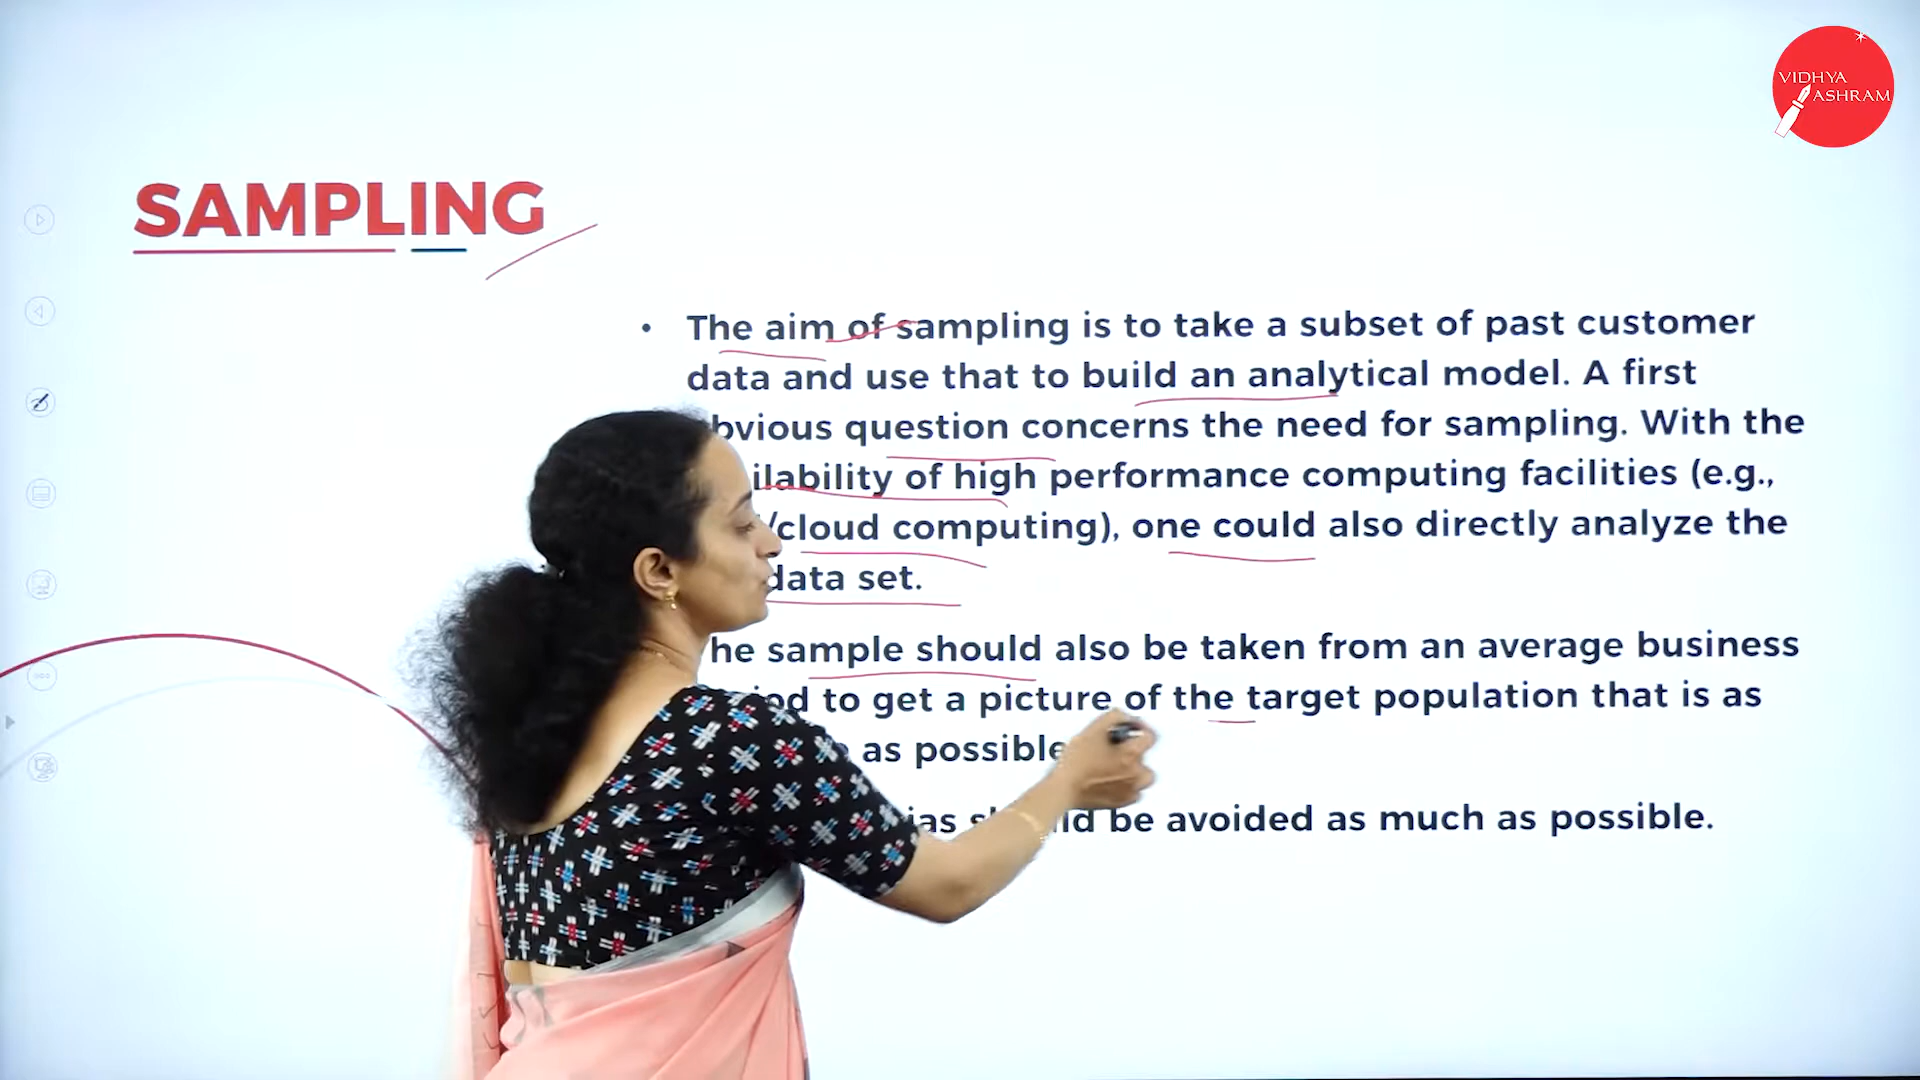 VIDHYA
ASHRAM
SAMPLING
• The aim of sampling is to take a subset of past customer
data and use that to build an analytical model. A first
question concerns the need for sampling. With the
of high performance computing facilities (e.g.,
/cloud computing), one could also directly analyze the
data set.
sample should also be taken from an average business
to get a picture of the target population that is as
as possible
be avoided as much as possible.